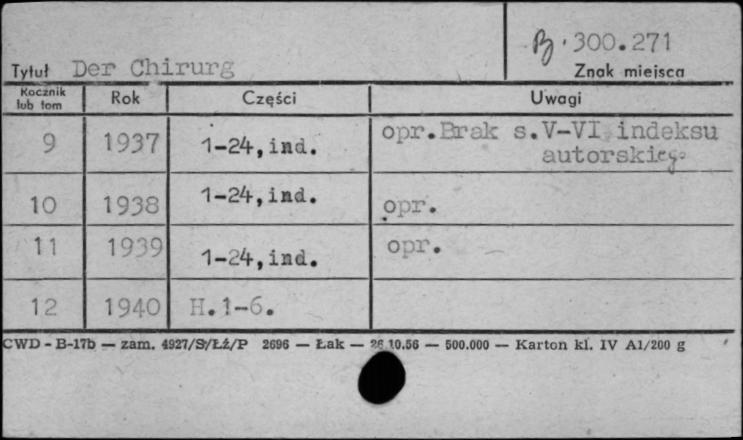 B.300.271
Tytuł Der Chirurg
Znak miejsca
Rocznik lub tom Rok Części Uwagi
9 1937 1-24,ind. opr.Brak s.V-VI indeksu
autorskiego
10 1938 1-24,ind. opr.
11 1939 1-24,ind. opr.
12 1940 H.1-6.
CWD - B-17b — zam. 4927/S/Łź/P 2696 — Łak — 26.10.56 — 500.000 — Karton kl. IV A1/200 g